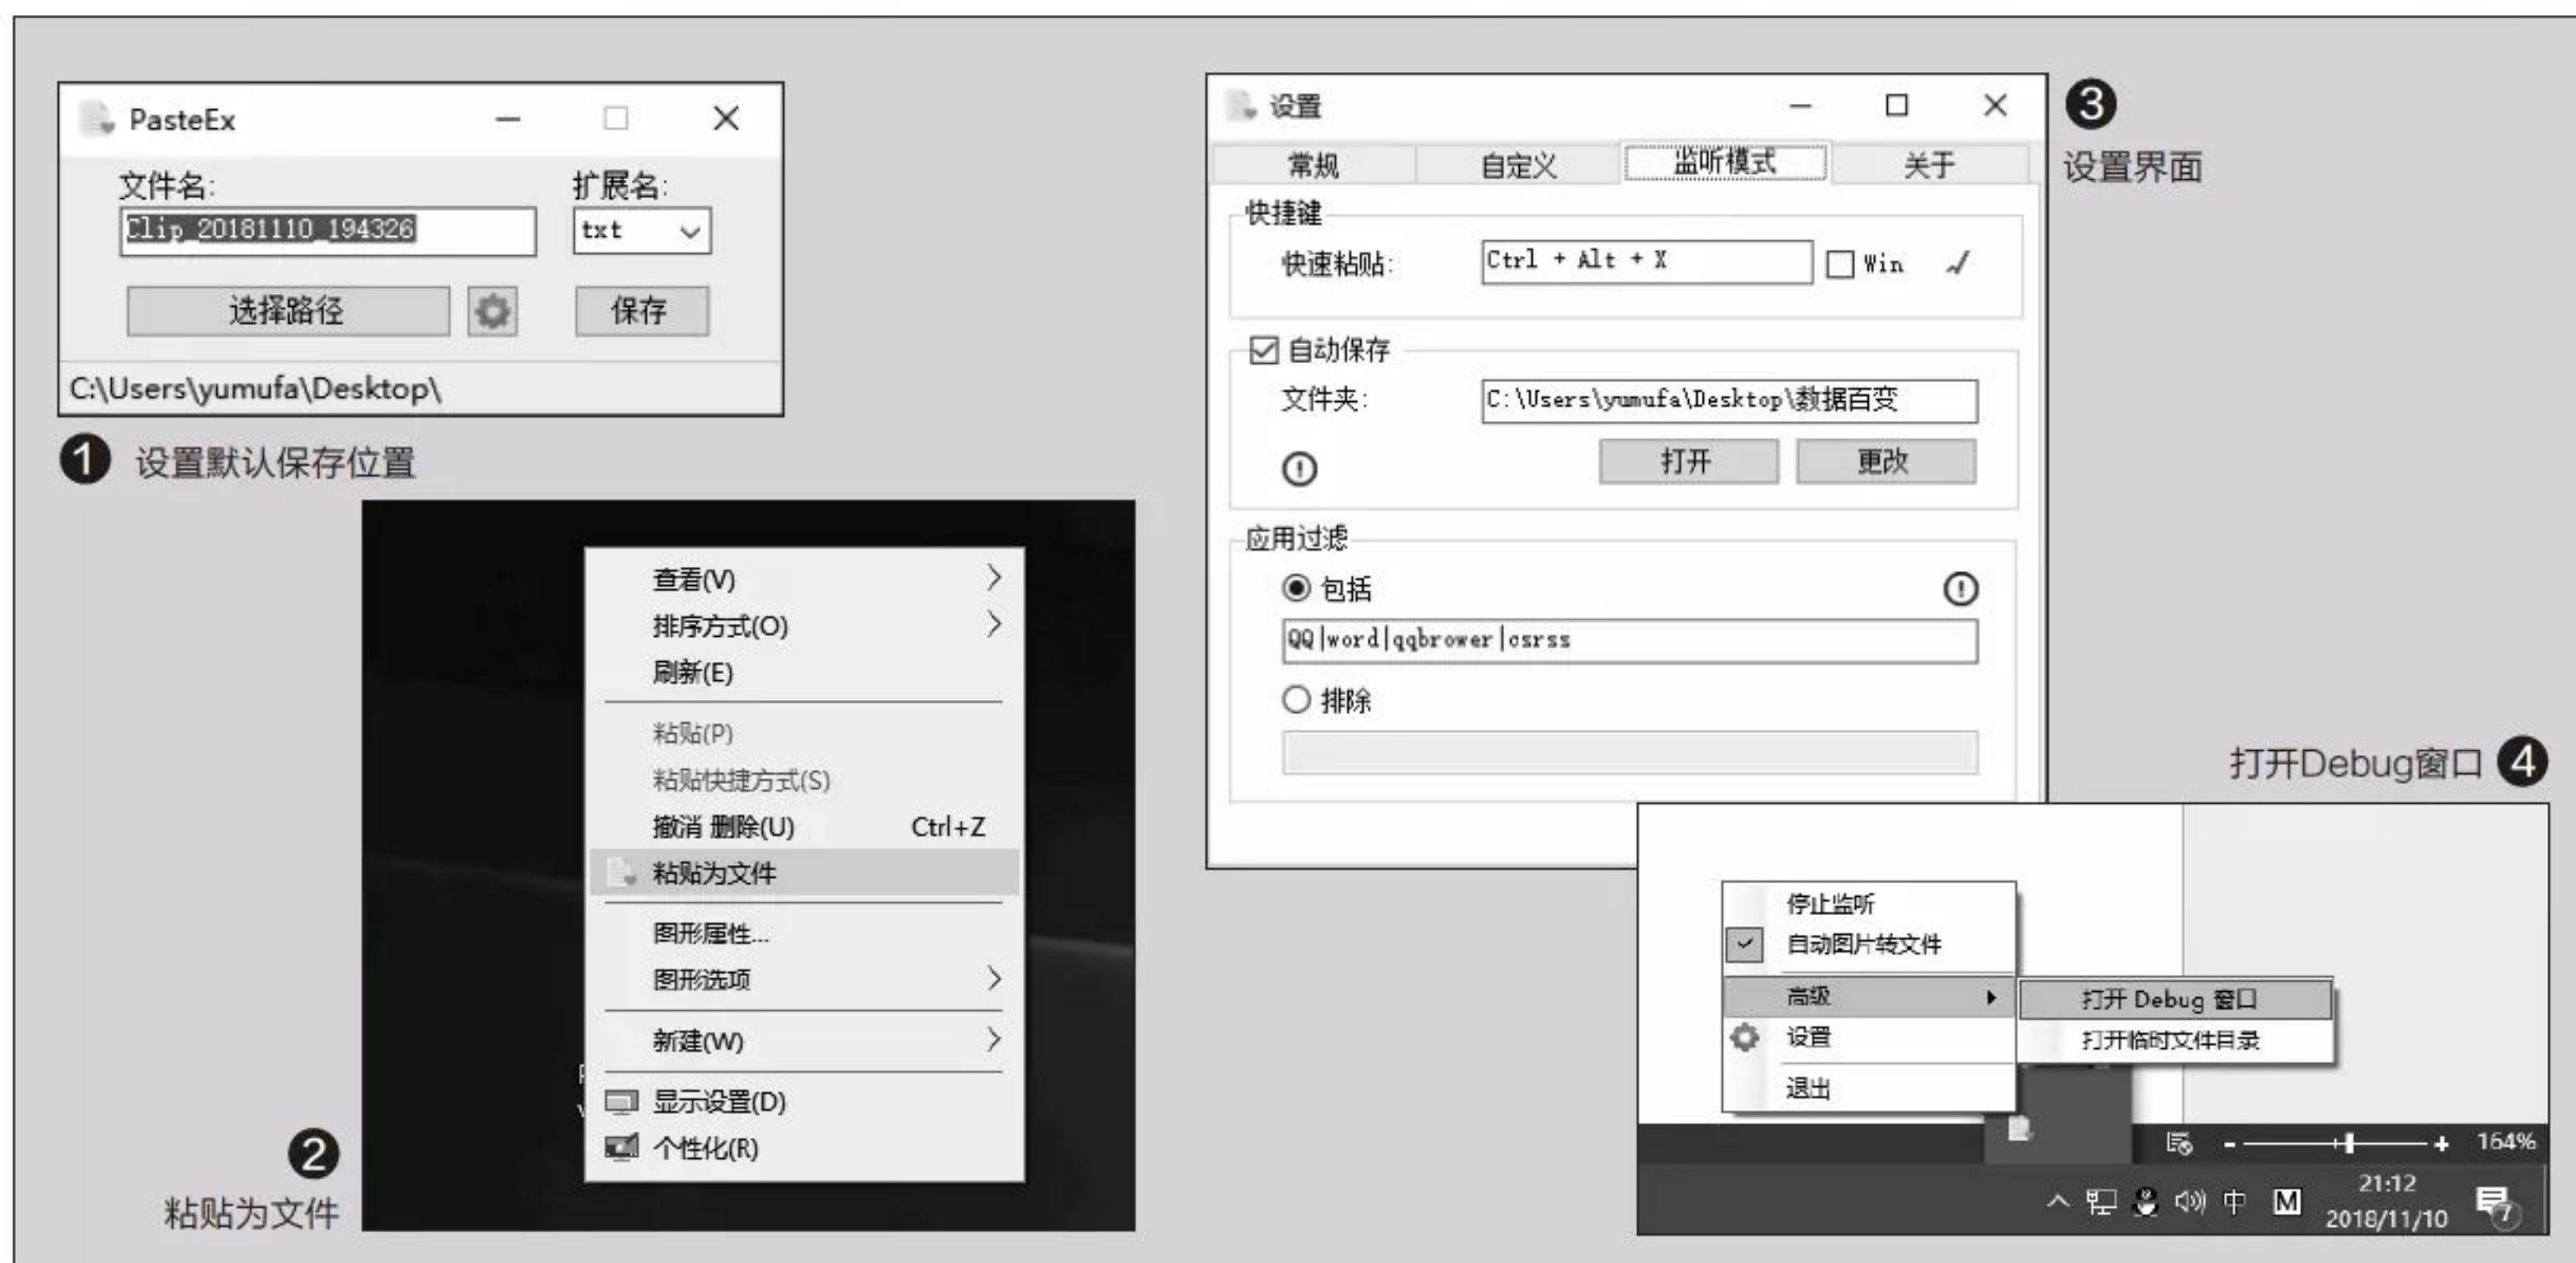 PasteEx
文件名: 扩展名:
Clip_20181110_194326 txt
选择路径 保存
C:\Users\yumufa\Desktop\
1 设置默认保存位置
查看(V)
排序方式(O)
刷新(E)
粘贴(P)
粘贴快捷方式(S)
撤消 删除(U) Ctrl+Z
粘贴为文件
图形属性...
图形选项
新建(W)
显示设置(D)
个性化(R)
2
粘贴为文件
设置
常规 自定义 监听模式 关于
快捷键
快速粘贴: Ctrl + Alt + X Win
自动保存
文件夹: C:\Users\yumufa\Desktop\数据百变
打开 更改
应用过滤
包括
QQ|word|qqbrower|csrss
排除
3
设置界面
打开Debug窗口 4
停止监听
自动图片转文件
高级
设置
退出
打开 Debug 窗口
打开临时文件目录
164%
中 M
21:12
2018/11/10
7